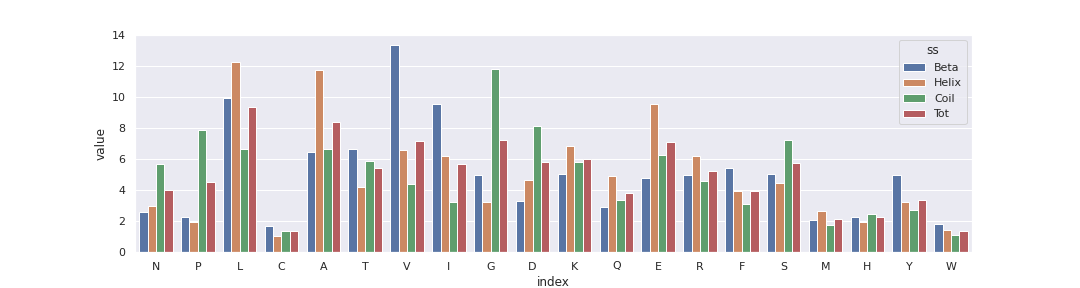 14
12
10
8
6
4
2
0
value
ss
Beta
Helix
Coil
Tot
N P L C A T V I G D K Q E R F S M H Y W
index